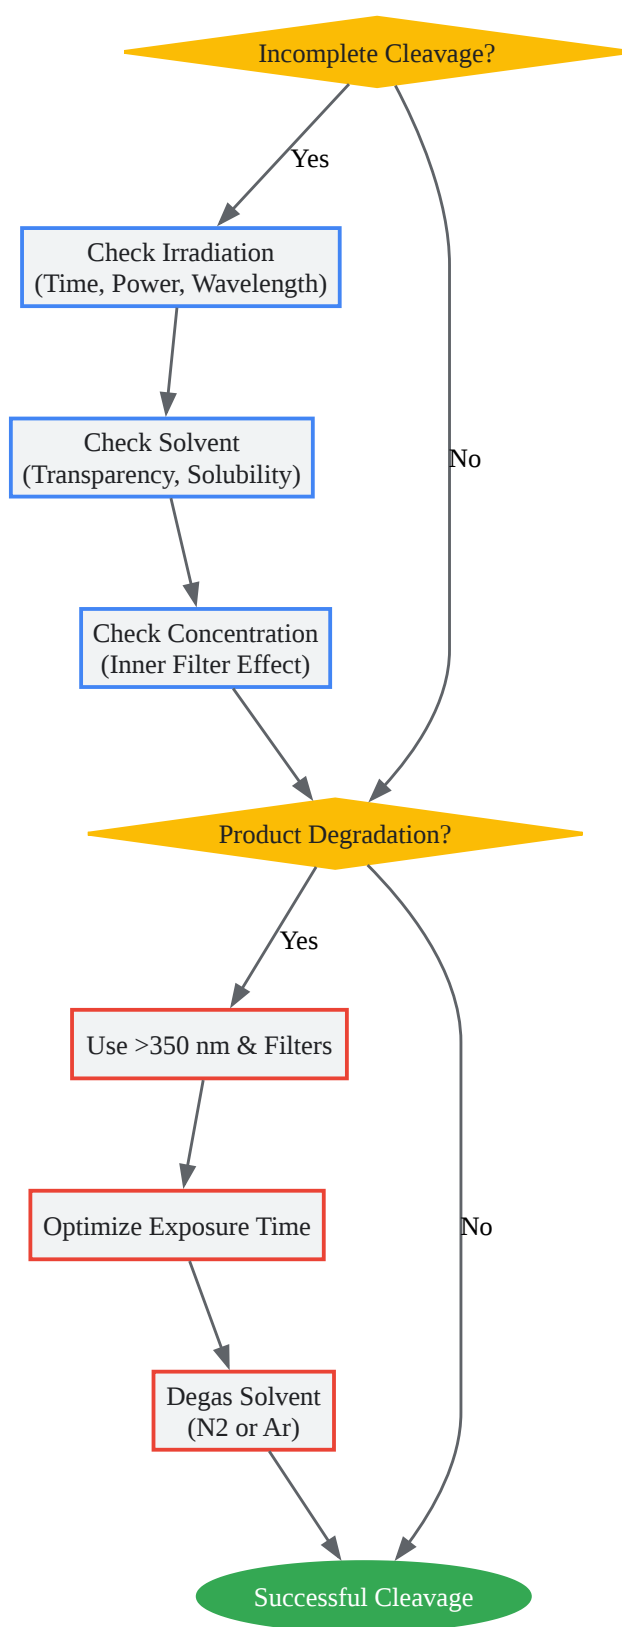 Incomplete Cleavage?
Yes
Check Irradiation
(Time, Power, Wavelength)
Check Solvent
(Transparency, Solubility)
No
Check Concentration
(Inner Filter Effect)
Product Degradation?
Yes
Use >350 nm & Filters
Optimize Exposure Time
No
Degas Solvent
(N2 or Ar)
Successful Cleavage